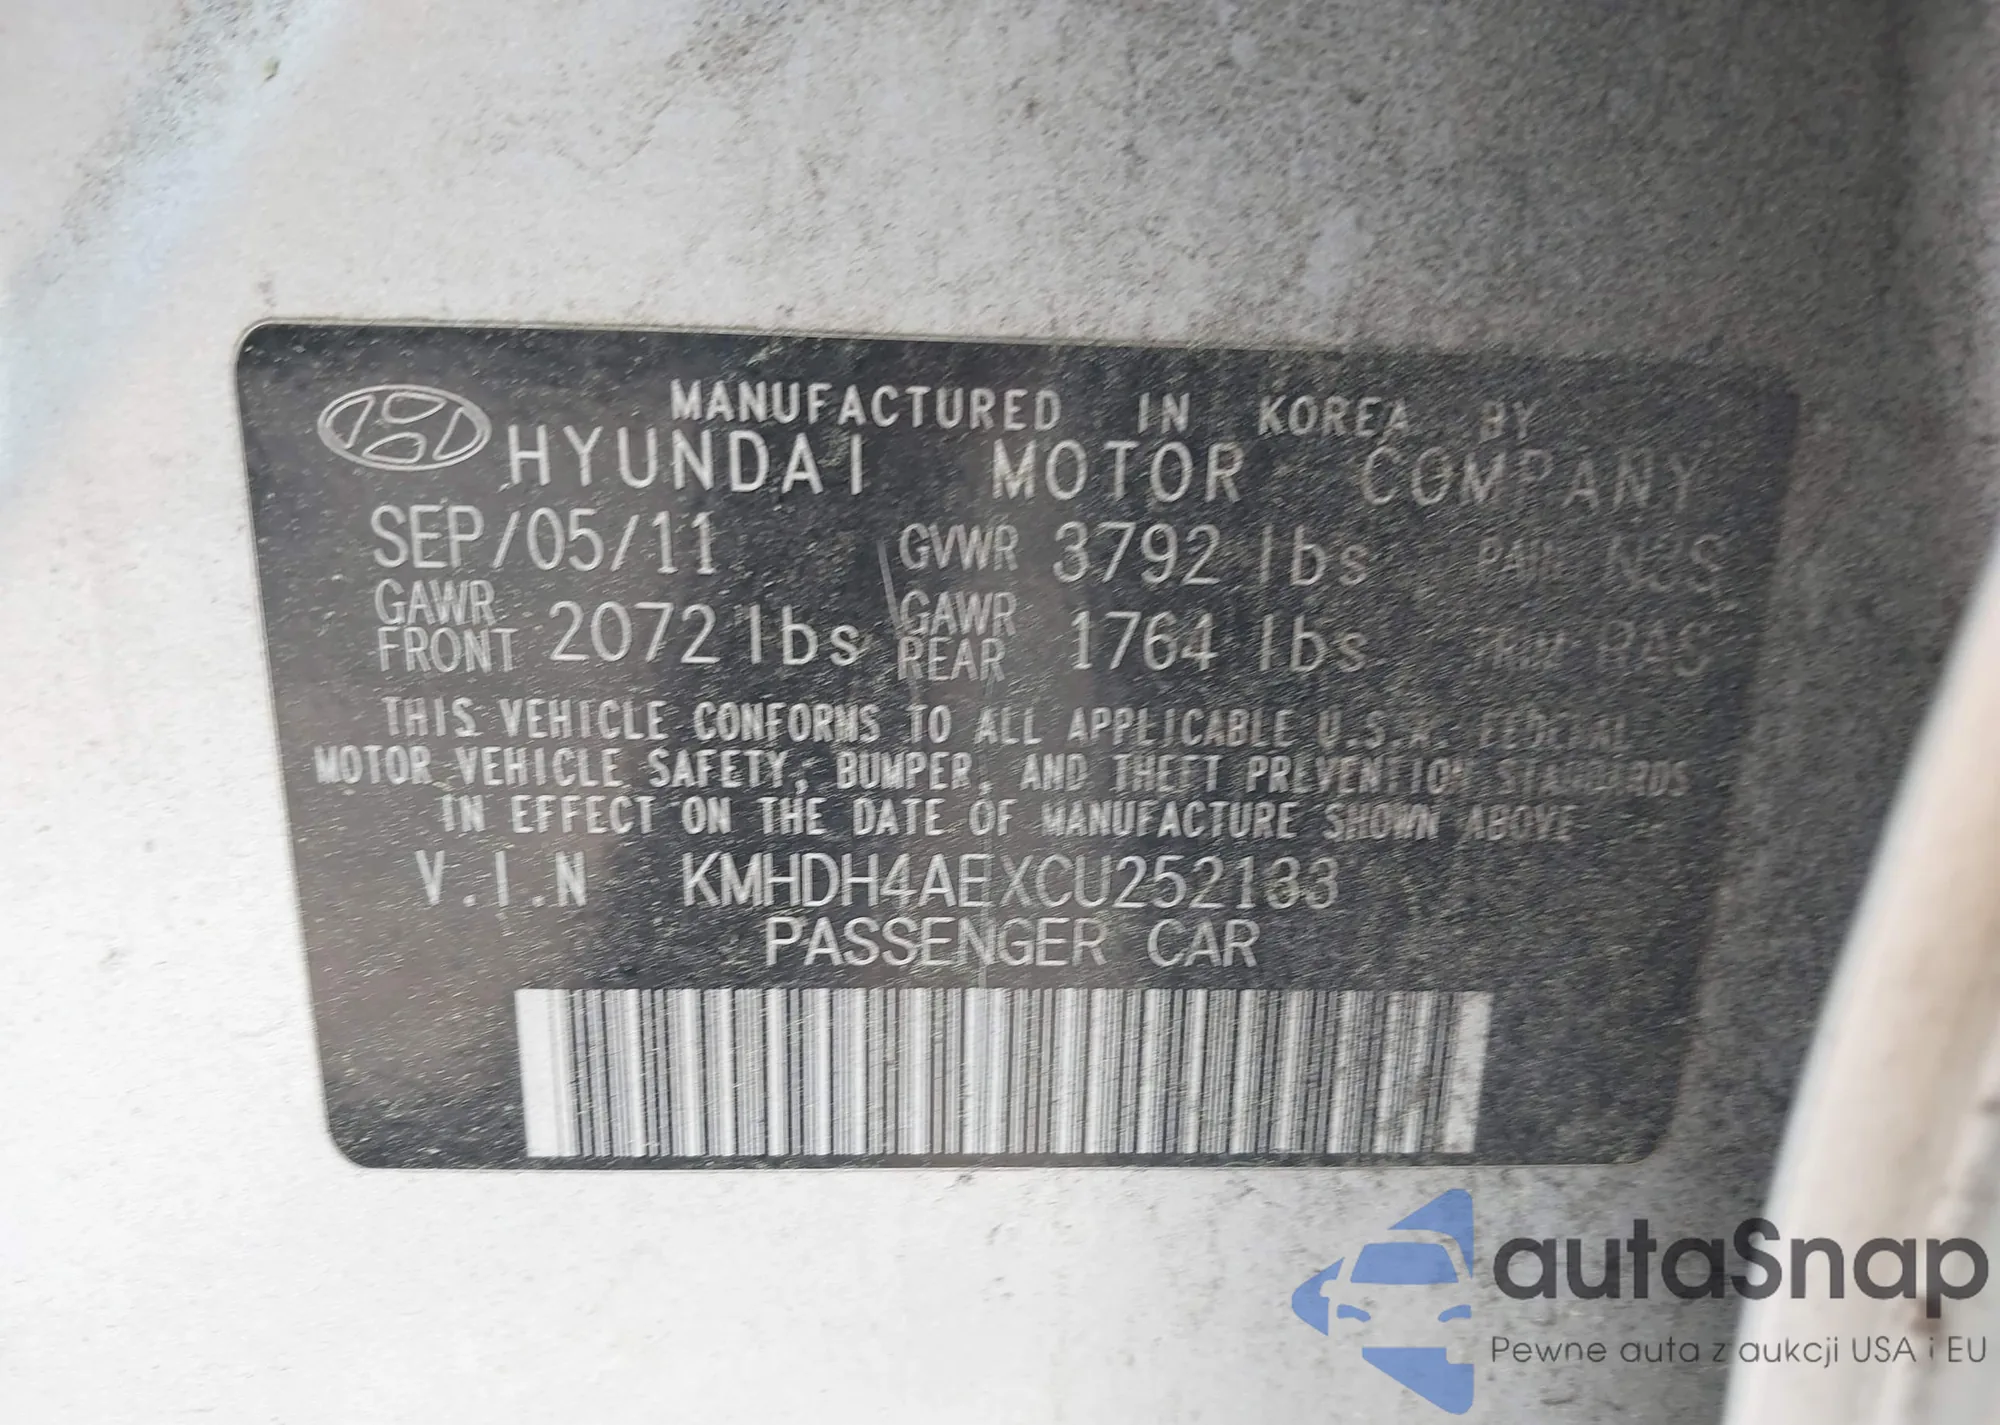 MANUFACTURED IN KOREA BY
HYUNDAI MOTOR COMPANY
SEP/05/11 GVWR 3792 lbs
GAWR FRONT 2072 lbs GAWR REAR 1764 lbs
THIS VEHICLE CONFORMS TO ALL APPLICABLE U.S.A. FEDERAL
MOTOR VEHICLE SAFETY, BUMPER, AND THEFT PREVENTION STANDARDS
IN EFFECT ON THE DATE OF MANUFACTURE SHOWN ABOVE
V.I.N KMHDH4AEXCU252133
PASSENGER CAR
autaSnap
Pewne auta z aukcji USA i EU